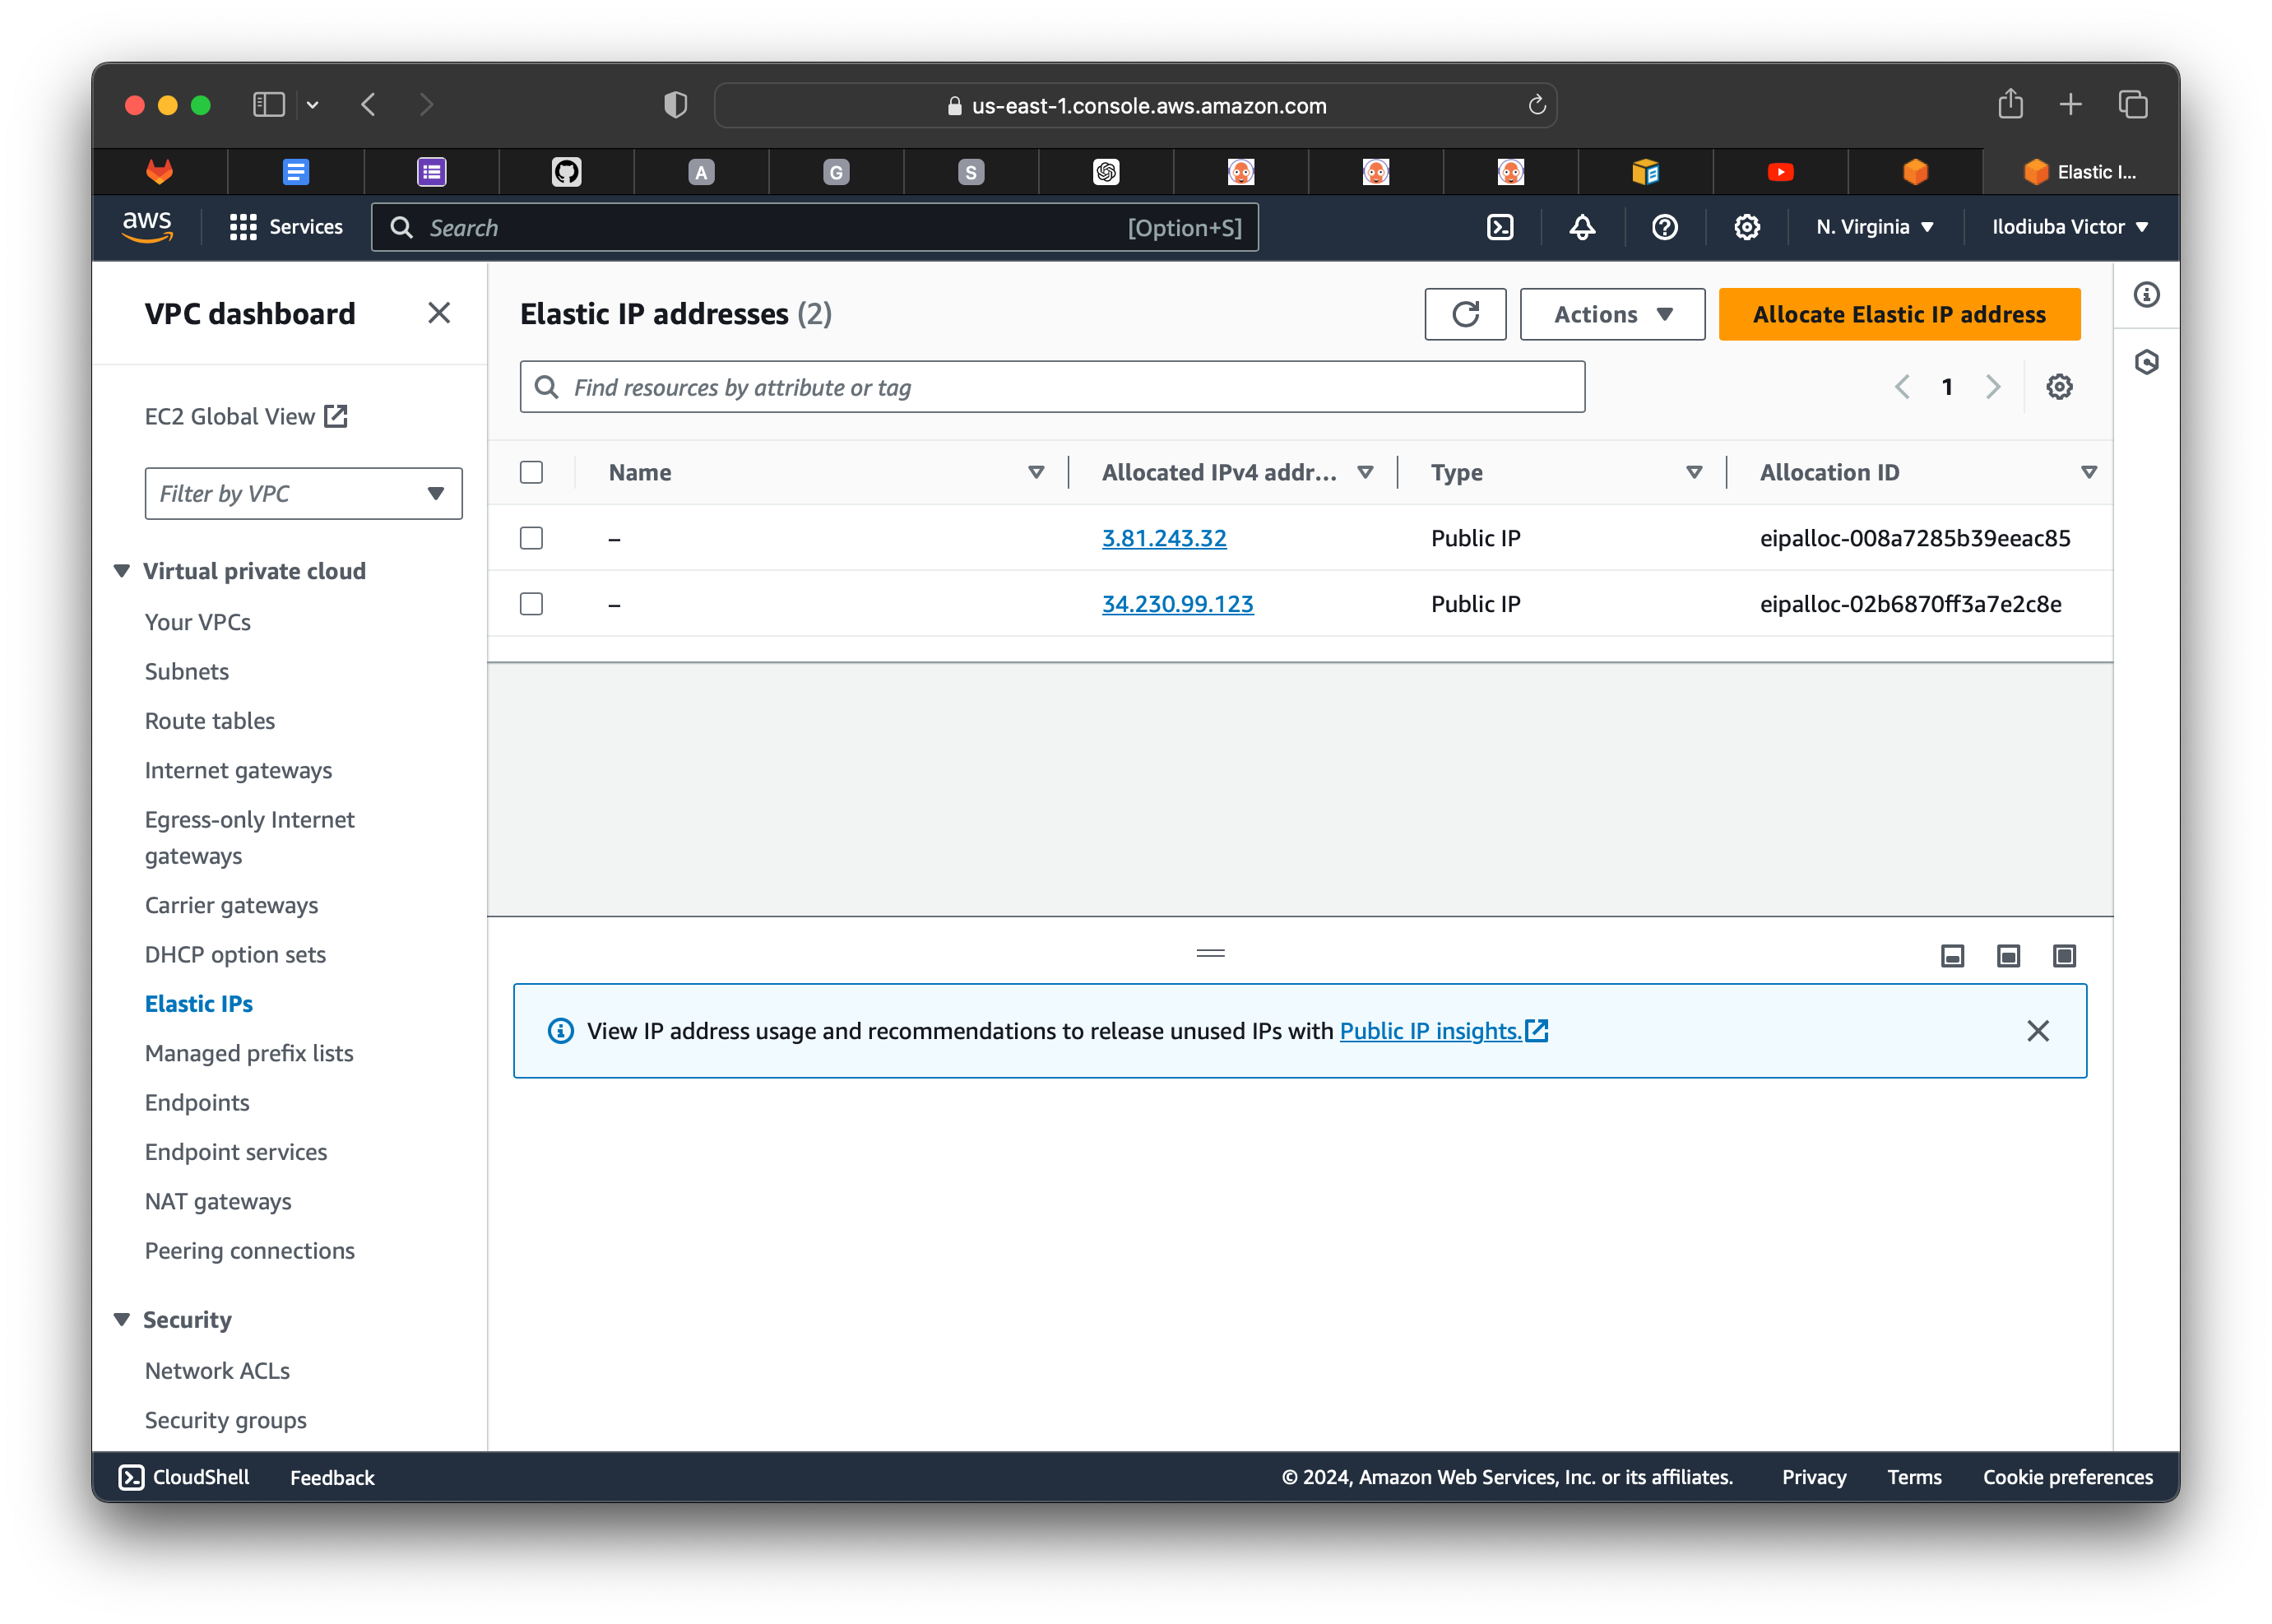 us-east-1.console.aws.amazon.com
A
G
S
Elastic I...
aws
Services
Search
[Option+S]
N. Virginia
Ilodiuba Victor
VPC dashboard
EC2 Global View
Filter by VPC
Virtual private cloud
Your VPCs
Subnets
Route tables
Internet gateways
Egress-only Internet
gateways
Carrier gateways
DHCP option sets
Elastic IPs
Managed prefix lists
Endpoints
Endpoint services
NAT gateways
Peering connections
Security
Network ACLs
Security groups
Elastic IP addresses (2)
Actions
Allocate Elastic IP address
Find resources by attribute or tag
1
Name Allocated IPv4 addr... Type Allocation ID
– 3.81.243.32 Public IP eipalloc-008a7285b39eeac85
– 34.230.99.123 Public IP eipalloc-02b6870ff3a7e2c8e
View IP address usage and recommendations to release unused IPs with Public IP insights.
CloudShell
Feedback
© 2024, Amazon Web Services, Inc. or its affiliates.
Privacy
Terms
Cookie preferences